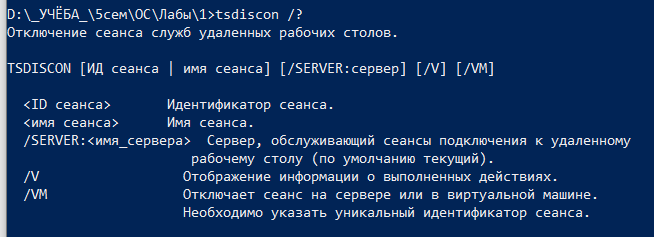 D:\_УЧЁБА_\5сем\ОС\Лабы\1>tsdiscon /?
Отключение сеанса служб удаленных рабочих столов.
TSDISCON [ИД сеанса | имя сеанса] [/SERVER:сервер] [/V] [/VM]
<ID сеанса> Идентификатор сеанса.
<имя сеанса> Имя сеанса.
/SERVER:<имя_сервера> Сервер, обслуживающий сеансы подключения к удаленному
рабочему столу (по умолчанию текущий).
/V Отображение информации о выполненных действиях.
/VM Отключает сеанс на сервере или в виртуальной машине.
Необходимо указать уникальный идентификатор сеанса.